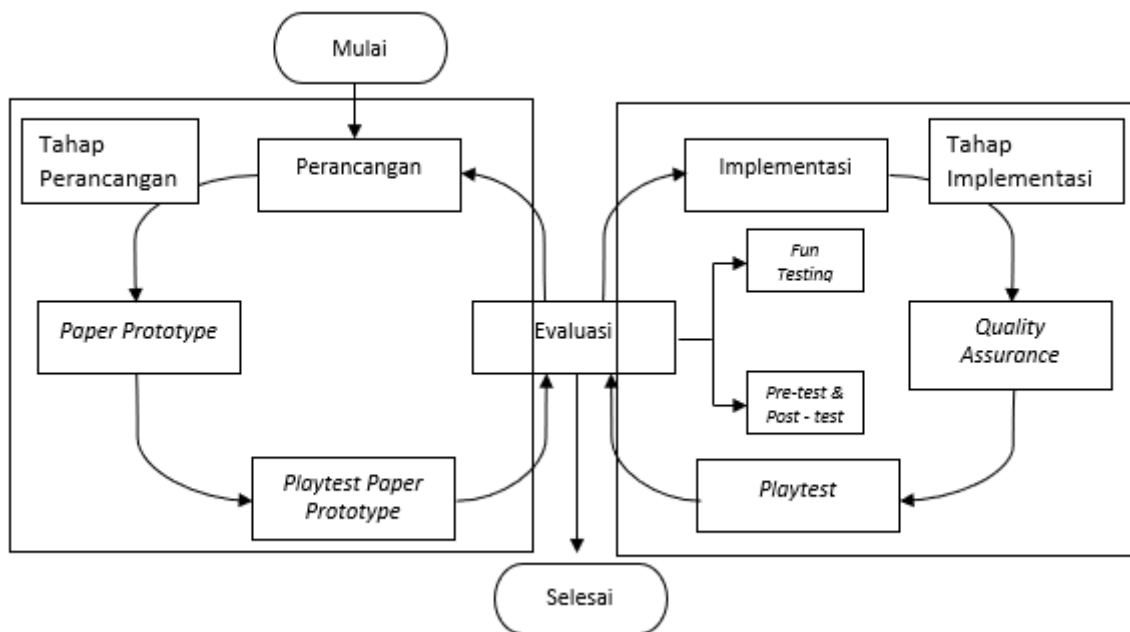 Mulai
Tahap
Perancangan
Perancangan
Implementasi
Tahap
Implementasi
Fun
Testing
Paper Prototype
Evaluasi
Quality
Assurance
Pre-test &
Post - test
Playtest Paper
Prototype
Playtest
Selesai